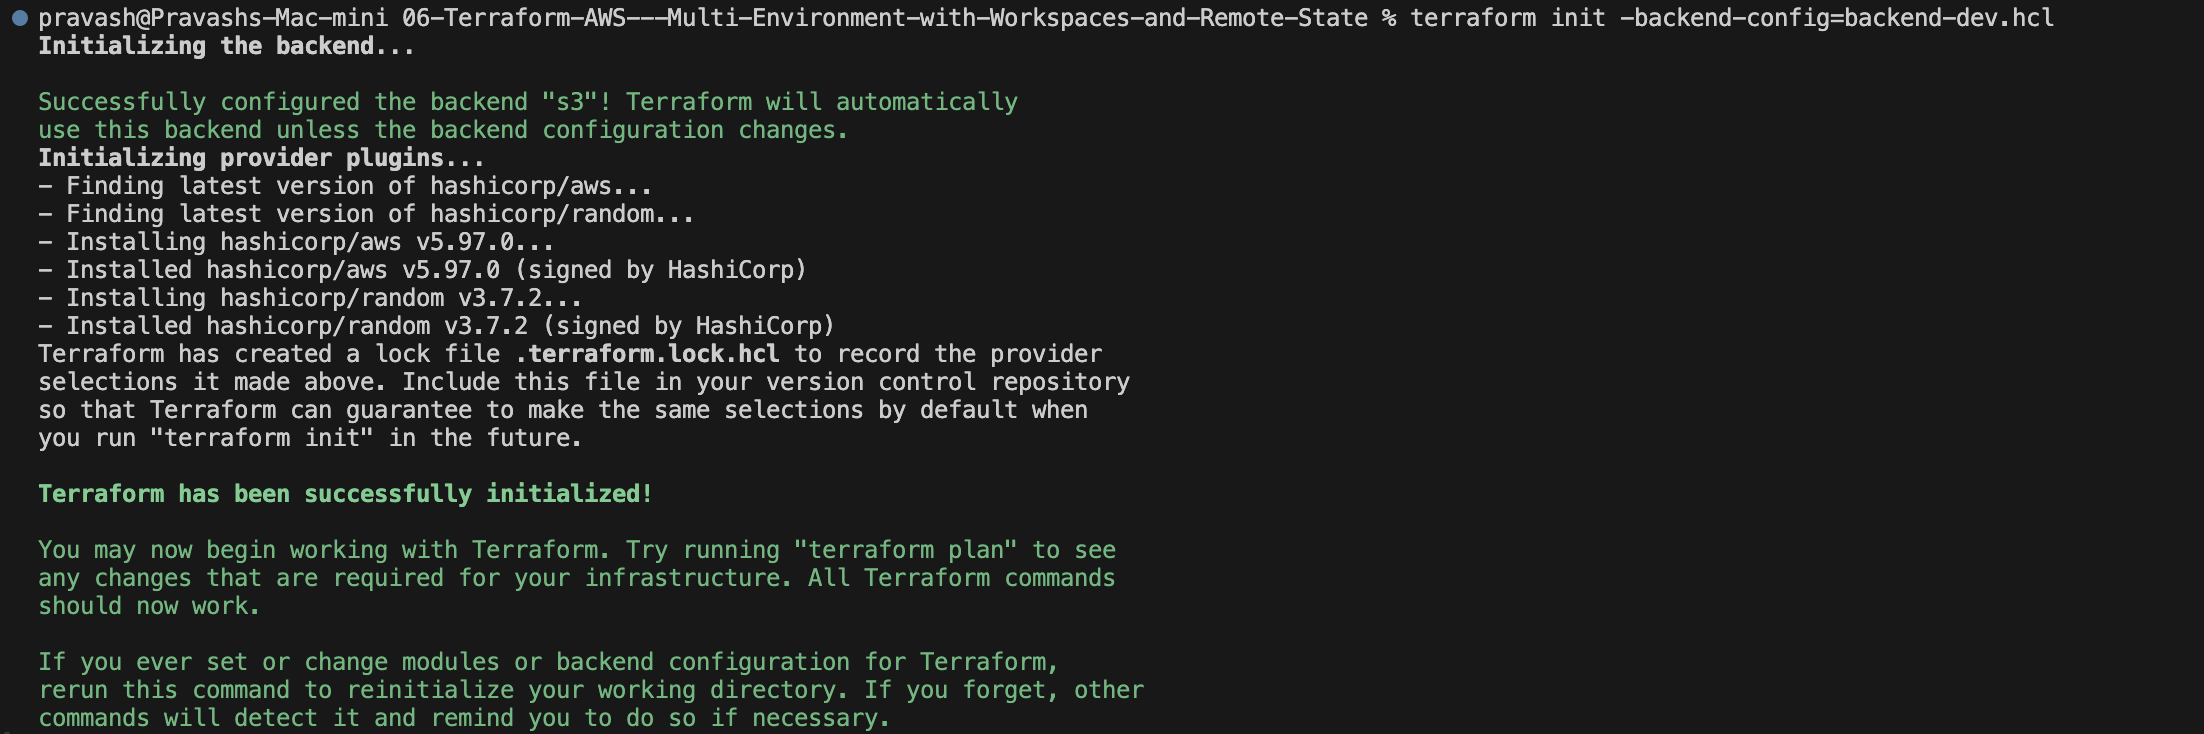 pravash@Pravashs-Mac-mini 06-Terraform-AWS---Multi-Environment-with-Workspaces-and-Remote-State % terraform init -backend-config=backend-dev.hcl
Initializing the backend...
Successfully configured the backend "s3"! Terraform will automatically
use this backend unless the backend configuration changes.
Initializing provider plugins...
- Finding latest version of hashicorp/aws...
- Finding latest version of hashicorp/random...
- Installing hashicorp/aws v5.97.0...
- Installed hashicorp/aws v5.97.0 (signed by HashiCorp)
- Installing hashicorp/random v3.7.2...
- Installed hashicorp/random v3.7.2 (signed by HashiCorp)
Terraform has created a lock file .terraform.lock.hcl to record the provider
selections it made above. Include this file in your version control repository
so that Terraform can guarantee to make the same selections by default when
you run "terraform init" in the future.
Terraform has been successfully initialized!
You may now begin working with Terraform. Try running "terraform plan" to see
any changes that are required for your infrastructure. All Terraform commands
should now work.
If you ever set or change modules or backend configuration for Terraform,
rerun this command to reinitialize your working directory. If you forget, other
commands will detect it and remind you to do so if necessary.